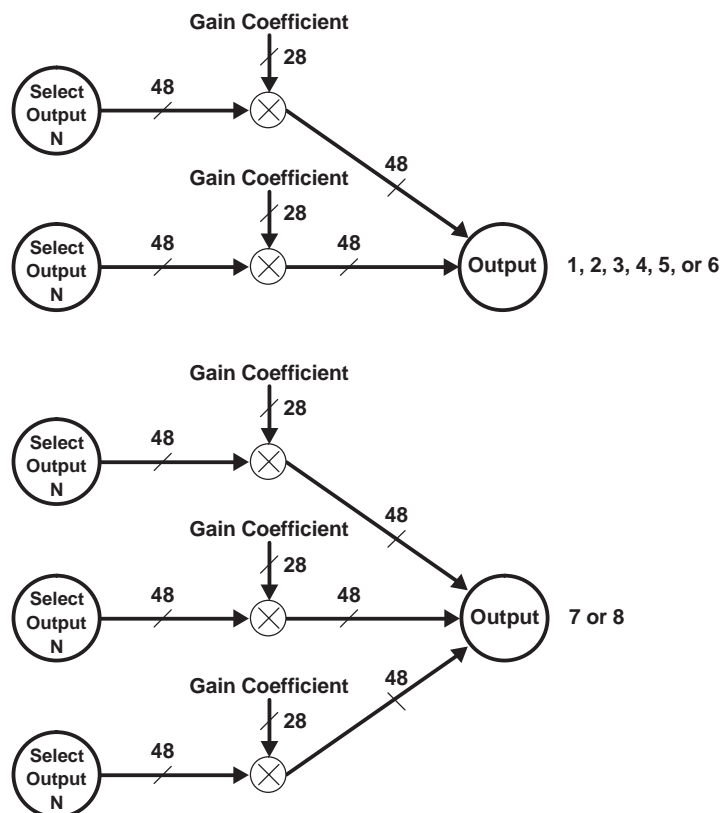 Gain Coefficient
28
48
Select
Output
N
48
Gain Coefficient
28
48
48
Select
Output
N
Output
1, 2, 3, 4, 5, or 6
Gain Coefficient
28
48
Select
Output
N
48
Gain Coefficient
28
48
48
Select
Output
N
Output
7 or 8
Gain Coefficient
48
28
48
Select
Output
N